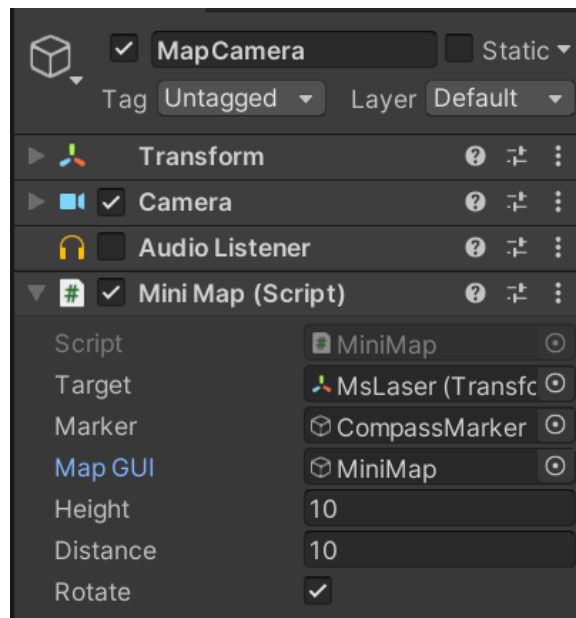 MapCamera Static
Tag Untagged Layer Default
Transform
Camera
Audio Listener
# Mini Map (Script)
Script # MiniMap
Target MsLaser (Transfc
Marker CompassMarker
Map GUI MiniMap
Height 10
Distance 10
Rotate